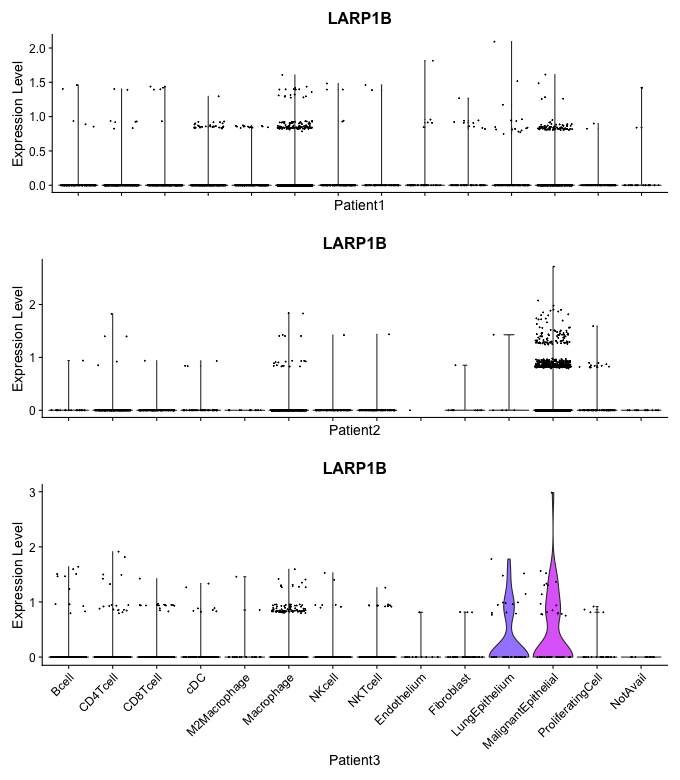 LARP1B
Expression Level
2.0
1.5
1.0
0.5
0.0
Patient1
LARP1B
Expression Level
2
1
0
Patient2
LARP1B
Expression Level
3
2
1
0
Bcell
CD4Tcell
CD8Tcell
cDC
M2Macrophage
Macrophage
NKcell
NKTcell
Endothelium
Fibroblast
LungEpithelium
MalignantEpithelial
ProliferatingCell
NotAvail
Patient3